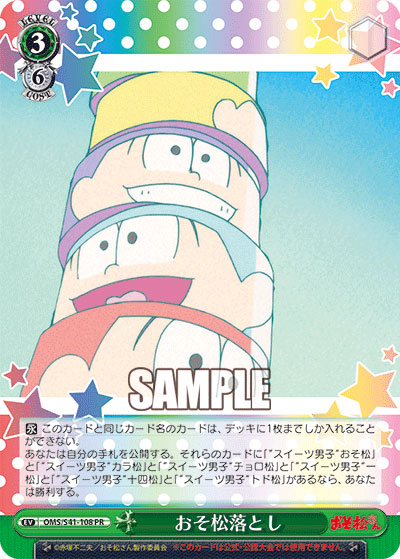 LEVEL
3
6
COST
SAMPLE
永 このカードと同じカード名のカードは、デッキに1枚までしか入れること
ができない。
あなたは自分の手札を公開する。それらのカードに「“スイーツ男子”おそ松」
と「“スイーツ男子”カラ松」と「“スイーツ男子”チョロ松」と「“スイーツ男子”一
松」と「“スイーツ男子”十四松」と「“スイーツ男子”トド松」があるなら、あなた
は勝利する。
EV OMS/S41-108 PR
おそ松落とし
おそ松さん
©赤塚不二夫／おそ松さん製作委員会 ※このカードは公式・公認大会では使用できません。